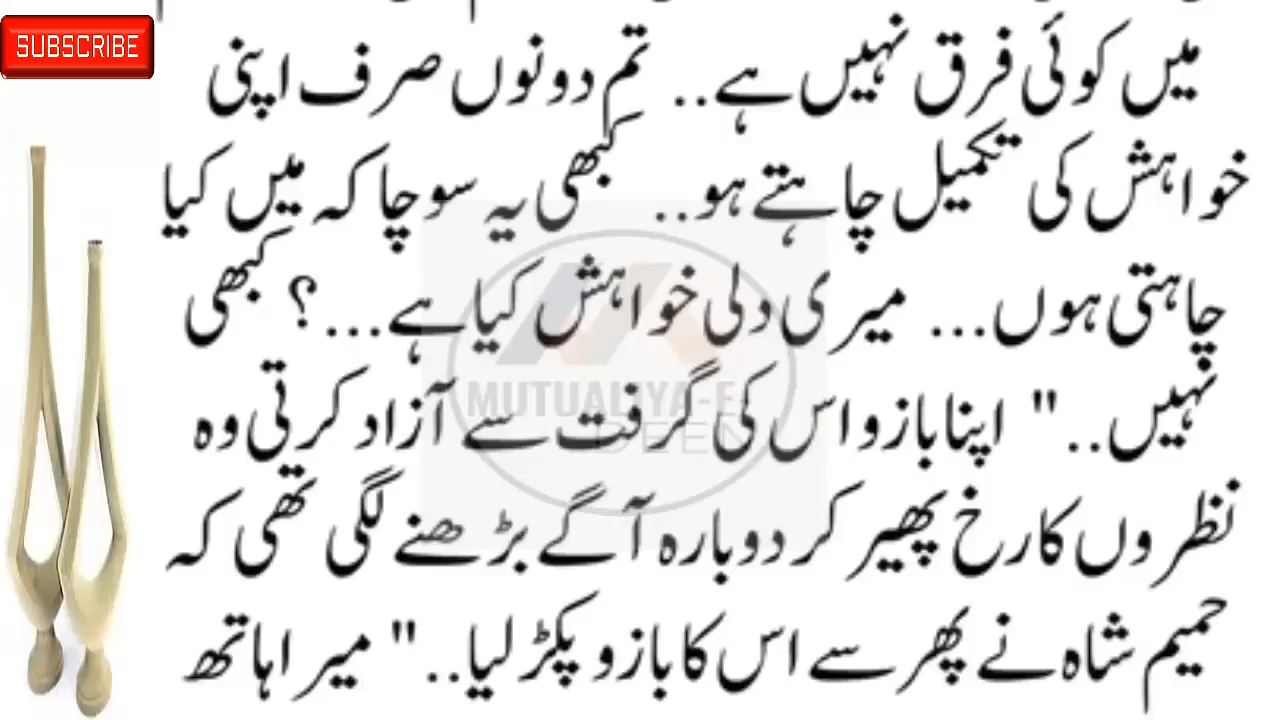 SUBSCRIBE
میں کوئی فرق نہیں ہے.. تم دونوں صرف اپنی
خواہش کی تکمیل چاہتے ہو.. کبھی یہ سوچا کہ میں کیا
چاہتی ہوں... میری دلی خواہش کیا ہے...؟ کبھی
نہیں.." اپنا بازو اس کی گرفت سے آزاد کرتی وہ
نظروں کا رخ پھیر کر دوبارہ آگے بڑھنے لگی تھی کہ
حمیم شاہ نے پھر سے اس کا بازو پکڑ لیا.." میرا ہاتھ
MUTUALIYA-E
DEEN